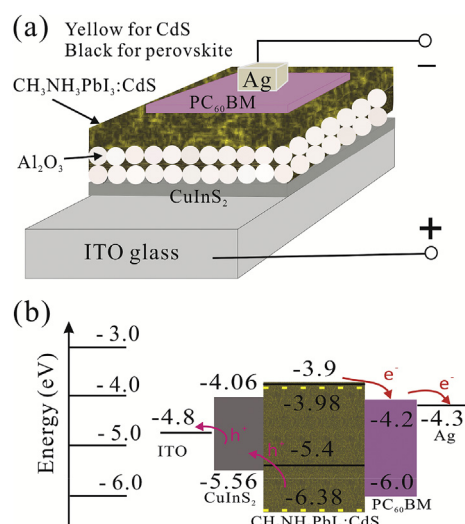 (a)
Yellow for CdS
Black for perovskite
−
Ag
CH₃NH₃PbI₃:CdS
PC₆₀BM
Al₂O₃
CuInS₂
+
ITO glass
(b)
Energy (eV)
- 3.0
- 4.0
- 5.0
- 6.0
-4.8
ITO
h⁺
-4.06
-5.56
CuInS₂
-3.9
-3.98
-5.4
h⁺
-6.38
CH₃NH₃PbI₃:CdS
e⁻
-4.2
-6.0
PC₆₀BM
e⁻
-4.3
Ag